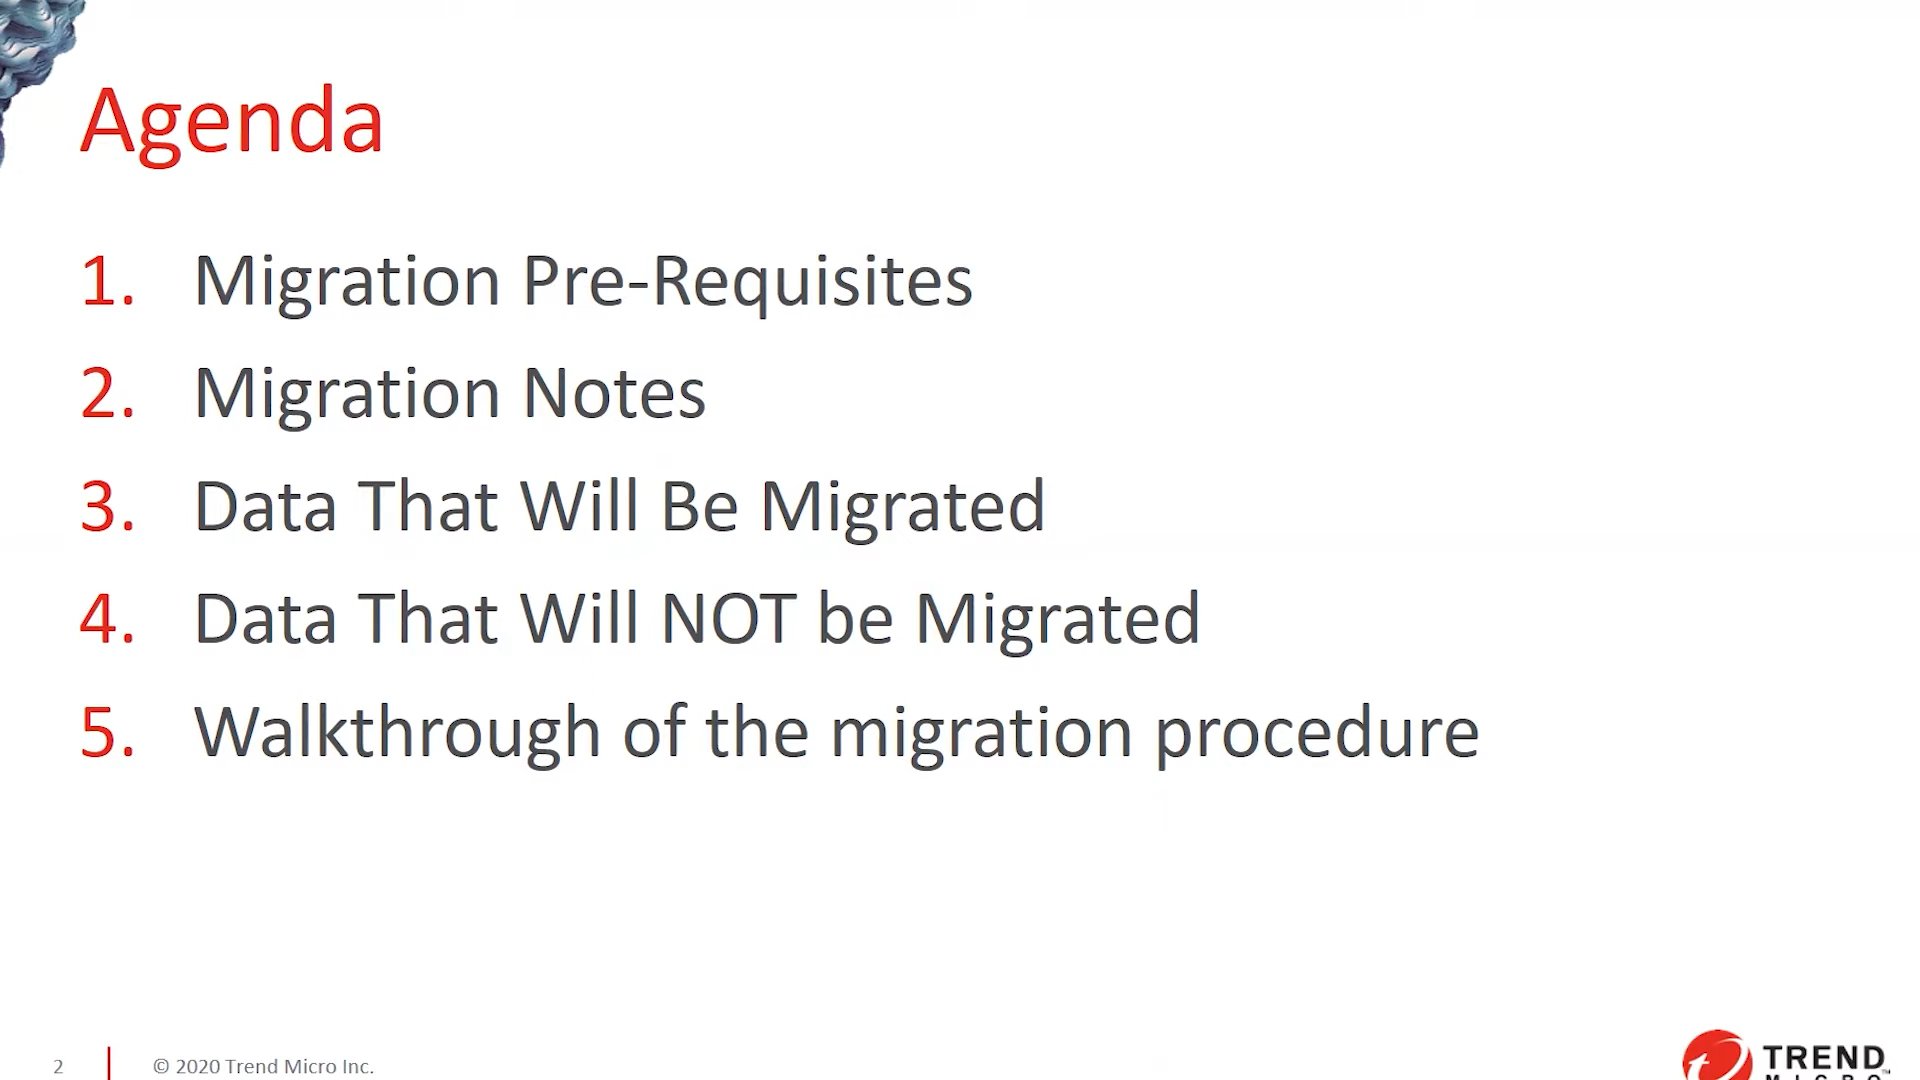 Agenda
1. Migration Pre-Requisites
2. Migration Notes
3. Data That Will Be Migrated
4. Data That Will NOT be Migrated
5. Walkthrough of the migration procedure
2
© 2020 Trend Micro Inc.
TREND
MICRO™